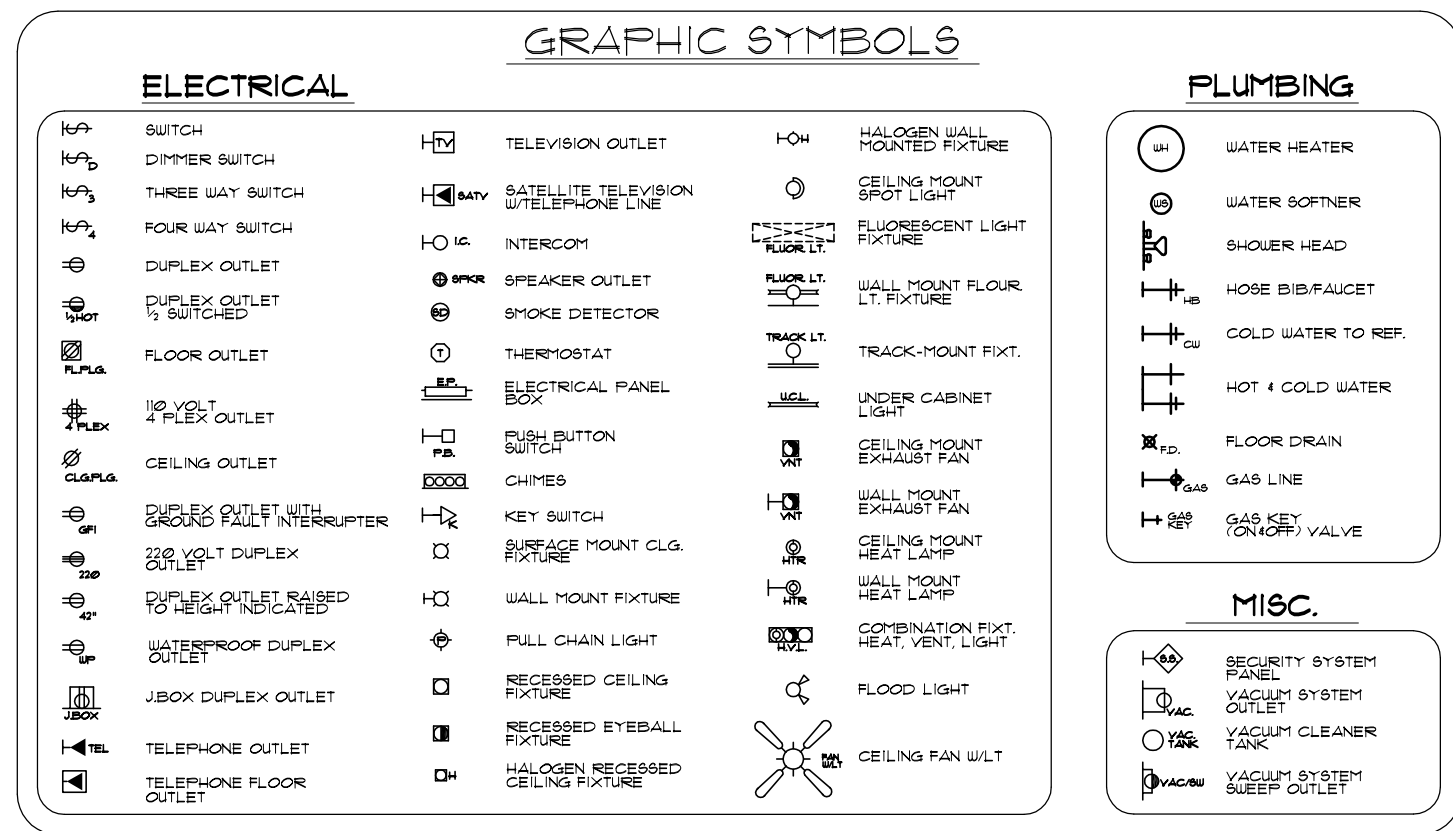 GRAPHIC SYMBOLS
ELECTRICAL
SWITCH
D DIMMER SWITCH
3 THREE WAY SWITCH
4 FOUR WAY SWITCH
DUPLEX OUTLET
DUPLEX OUTLET
½HOT ½ SWITCHED
FLOOR OUTLET
FL.PLG.
110 VOLT
4 PLEX OUTLET
4 PLEX
CEILING OUTLET
CLG.PLG.
DUPLEX OUTLET WITH
GROUND FAULT INTERRUPTER
GFI
220 VOLT DUPLEX
OUTLET
220
DUPLEX OUTLET RAISED
TO HEIGHT INDICATED
42"
WATERPROOF DUPLEX
OUTLET
WP
J.BOX DUPLEX OUTLET
J.BOX
TEL TELEPHONE OUTLET
TELEPHONE FLOOR
OUTLET
TV TELEVISION OUTLET
SATV SATELLITE TELEVISION
W/TELEPHONE LINE
I.C. INTERCOM
SPKR SPEAKER OUTLET
SD SMOKE DETECTOR
T THERMOSTAT
E.P. ELECTRICAL PANEL
BOX
PUSH BUTTON
SWITCH
P.B.
CHIMES
K KEY SWITCH
SURFACE MOUNT CLG.
FIXTURE
WALL MOUNT FIXTURE
P PULL CHAIN LIGHT
RECESSED CEILING
FIXTURE
RECESSED EYEBALL
FIXTURE
H HALOGEN RECESSED
CEILING FIXTURE
H HALOGEN WALL
MOUNTED FIXTURE
CEILING MOUNT
SPOT LIGHT
FLUORESCENT LIGHT
FIXTURE
FLUOR. LT.
FLUOR. LT.
WALL MOUNT FLOUR.
LT. FIXTURE
TRACK LT.
TRACK-MOUNT FIXT.
U.C.L. UNDER CABINET
LIGHT
CEILING MOUNT
EXHAUST FAN
VNT
WALL MOUNT
EXHAUST FAN
VNT
CEILING MOUNT
HEAT LAMP
HTR
WALL MOUNT
HEAT LAMP
HTR
COMBINATION FIXT.
HEAT, VENT, LIGHT
H.V.L.
FLOOD LIGHT
FAN
W/LT
CEILING FAN W/LT
PLUMBING
WH WATER HEATER
WS WATER SOFTNER
SHOWER HEAD
HB HOSE BIB/FAUCET
CW COLD WATER TO REF.
HOT & COLD WATER
F.D. FLOOR DRAIN
GAS GAS LINE
GAS
KEY
GAS KEY
(ON&OFF) VALVE
MISC.
S.S. SECURITY SYSTEM
PANEL
VACUUM SYSTEM
OUTLET
VAC.
VAC.
TANK
VACUUM CLEANER
TANK
VAC/SW VACUUM SYSTEM
SWEEP OUTLET